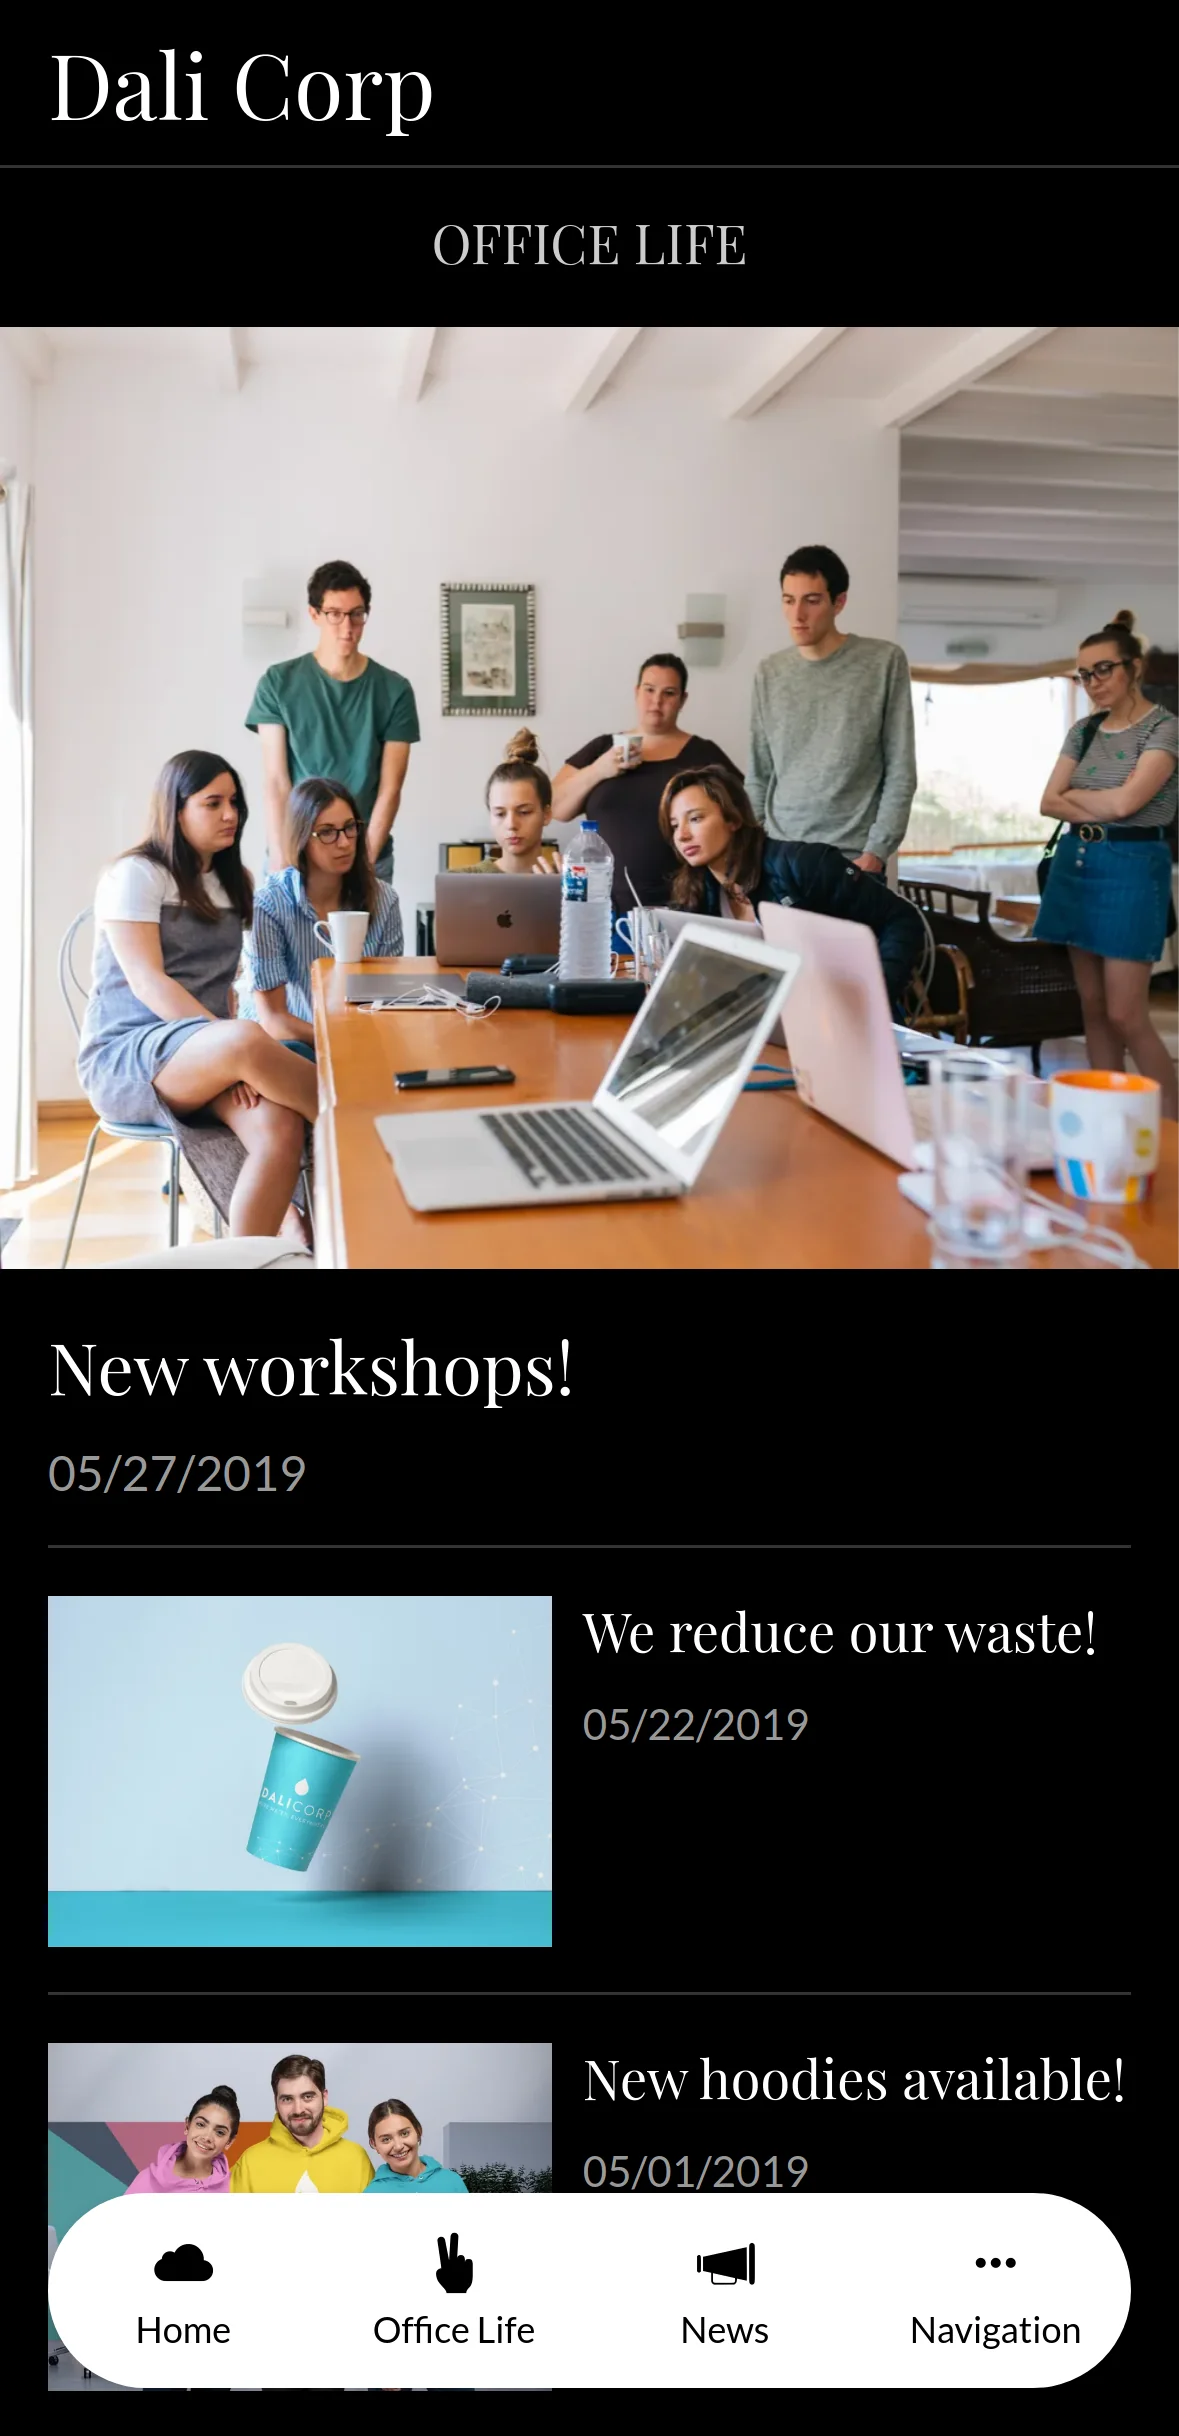 Dali Corp
OFFICE LIFE
New workshops!
05/27/2019
We reduce our waste!
05/22/2019
DALICORP
New hoodies available!
05/01/2019
Home
Office Life
News
Navigation